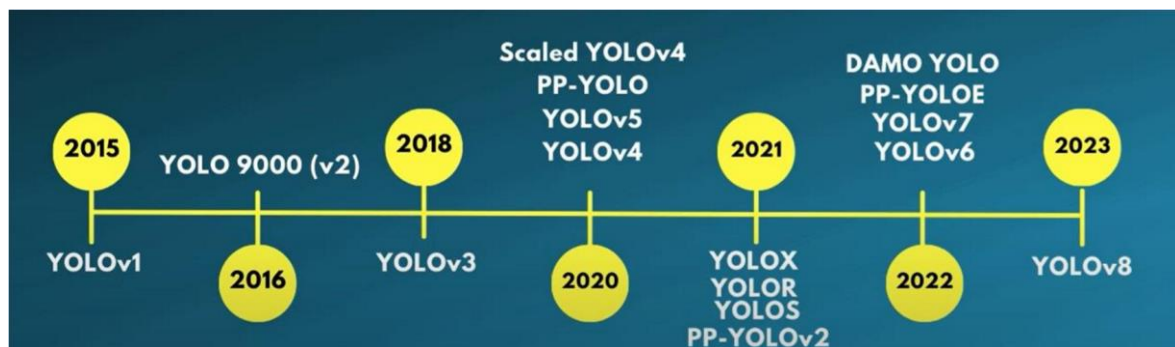 2015
YOLOv1
YOLO 9000 (v2)
2016
2018
YOLOv3
Scaled YOLOv4
PP-YOLO
YOLOv5
YOLOv4
2020
2021
YOLOX
YOLOR
YOLOS
PP-YOLOv2
DAMO YOLO
PP-YOLOE
YOLOv7
YOLOv6
2022
2023
YOLOv8